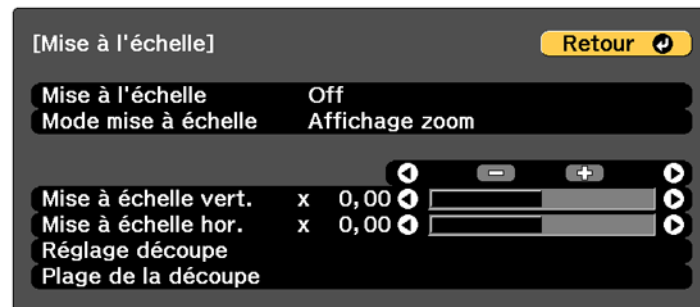 [Mise à l'échelle] Retour
Mise à l'échelle Off
Mode mise à échelle Affichage zoom
Mise à échelle vert. x 0,00
Mise à échelle hor. x 0,00
Réglage découpe
Plage de la découpe